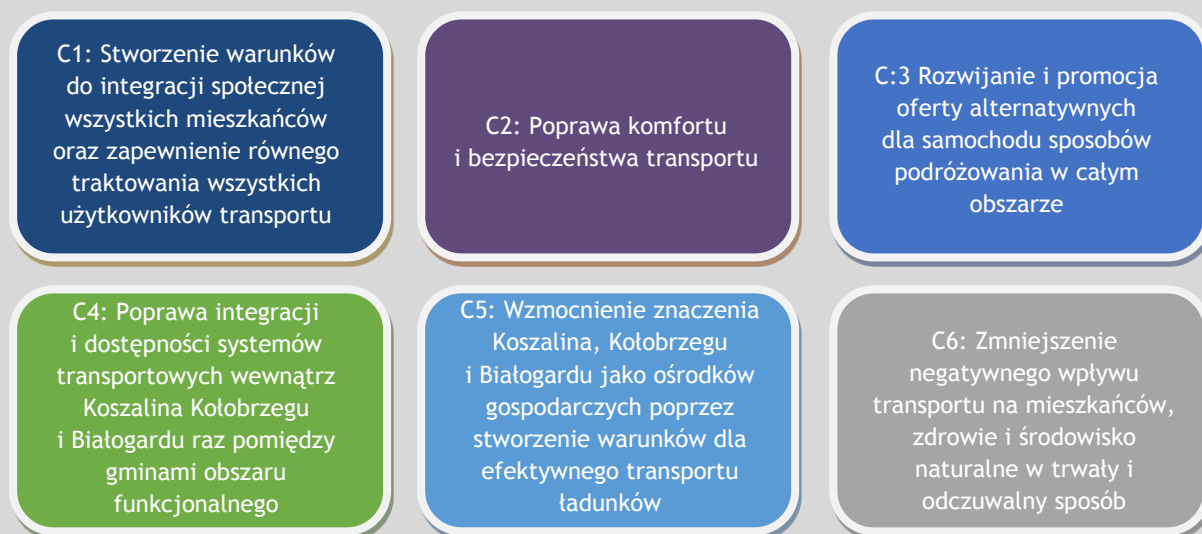 C1: Stworzenie warunków
do integracji społecznej
wszystkich mieszkańców
oraz zapewnienie równego
traktowania wszystkich
użytkowników transportu
C2: Poprawa komfortu
i bezpieczeństwa transportu
C:3 Rozwijanie i promocja
oferty alternatywnych
dla samochodu sposobów
podróżowania w całym
obszarze
C4: Poprawa integracji
i dostępności systemów
transportowych wewnątrz
Koszalina Kołobrzegu
i Białogardu raz pomiędzy
gminami obszaru
funkcjonalnego
C5: Wzmocnienie znaczenia
Koszalina, Kołobrzegu
i Białogardu jako ośrodków
gospodarczych poprzez
stworzenie warunków dla
efektywnego transportu
ładunków
C6: Zmniejszenie
negatywnego wpływu
transportu na mieszkańców,
zdrowie i środowisko
naturalne w trwały i
odczuwalny sposób